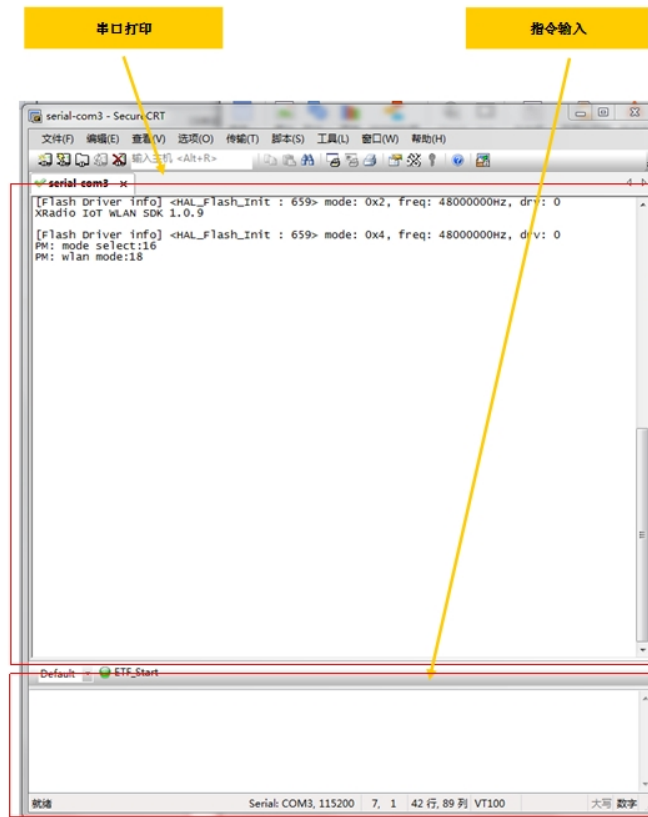 串口打印
指令输入
serial-com3 - SecureCRT
文件(F) 编辑(E) 查看(V) 选项(O) 传输(T) 脚本(S) 工具(L) 窗口(W) 帮助(H)
输入主机 <Alt+R>
serial-com3 x
[Flash Driver info] <HAL_Flash_Init : 659> mode: 0x2, freq: 48000000Hz, drv: 0
XRadio IoT WLAN SDK 1.0.9
[Flash Driver info] <HAL_Flash_Init : 659> mode: 0x4, freq: 48000000Hz, drv: 0
PM: mode select:16
PM: wlan mode:18
Default ETF_Start
就绪 Serial: COM3, 115200 7, 1 42 行, 89 列 VT100 大写 数字